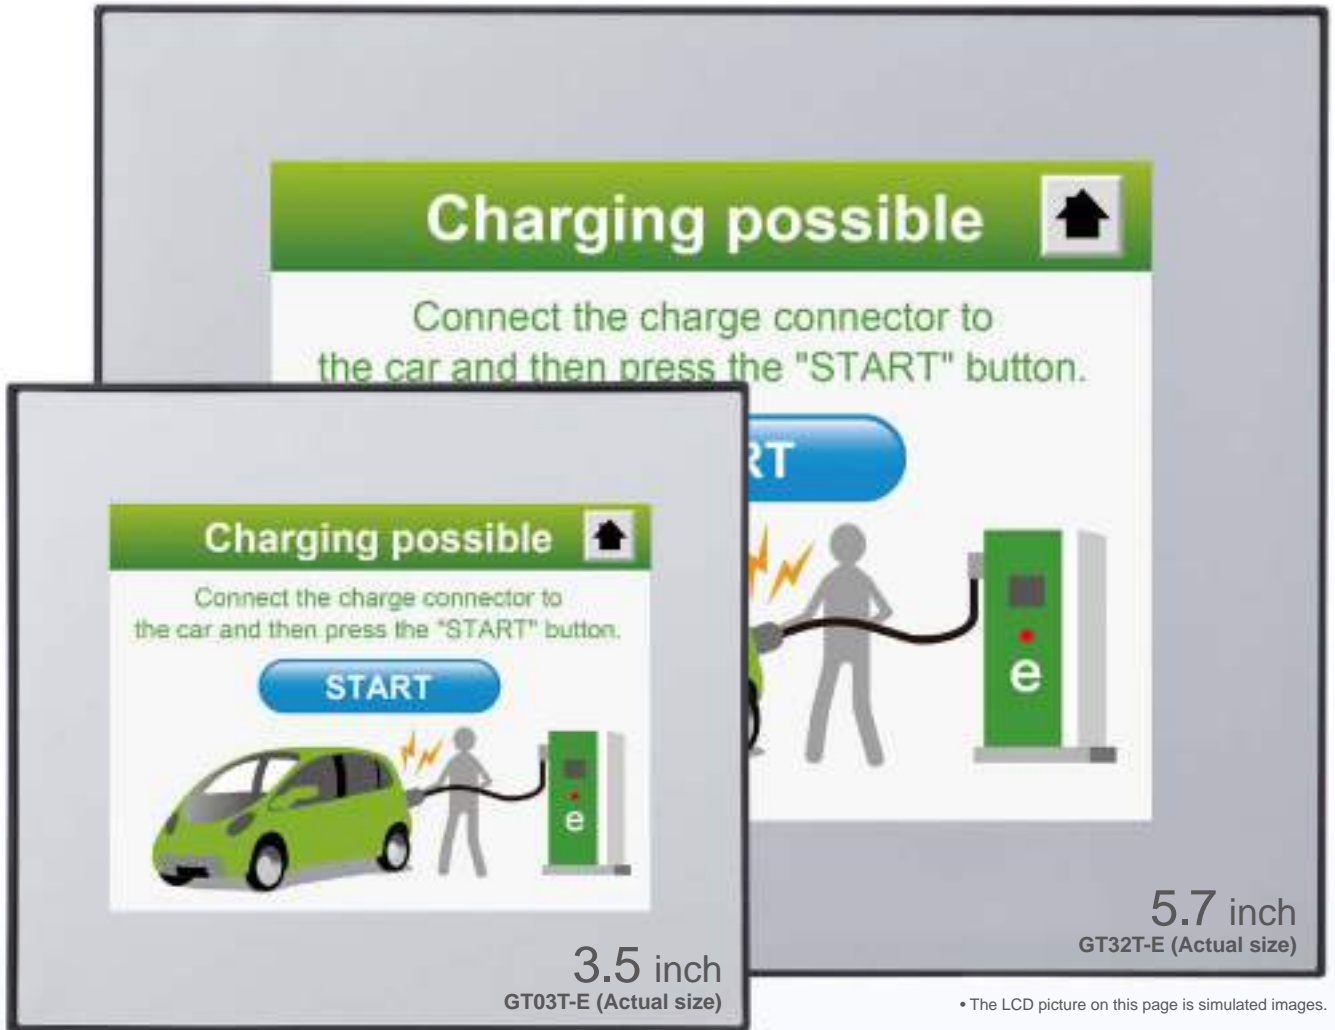 Charging possible
Connect the charge connector to
the car and then press the "START" button.
RT
e
5.7 inch
GT32T-E (Actual size)
Charging possible
Connect the charge connector to
the car and then press the "START" button.
START
e
3.5 inch
GT03T-E (Actual size)
• The LCD picture on this page is simulated images.